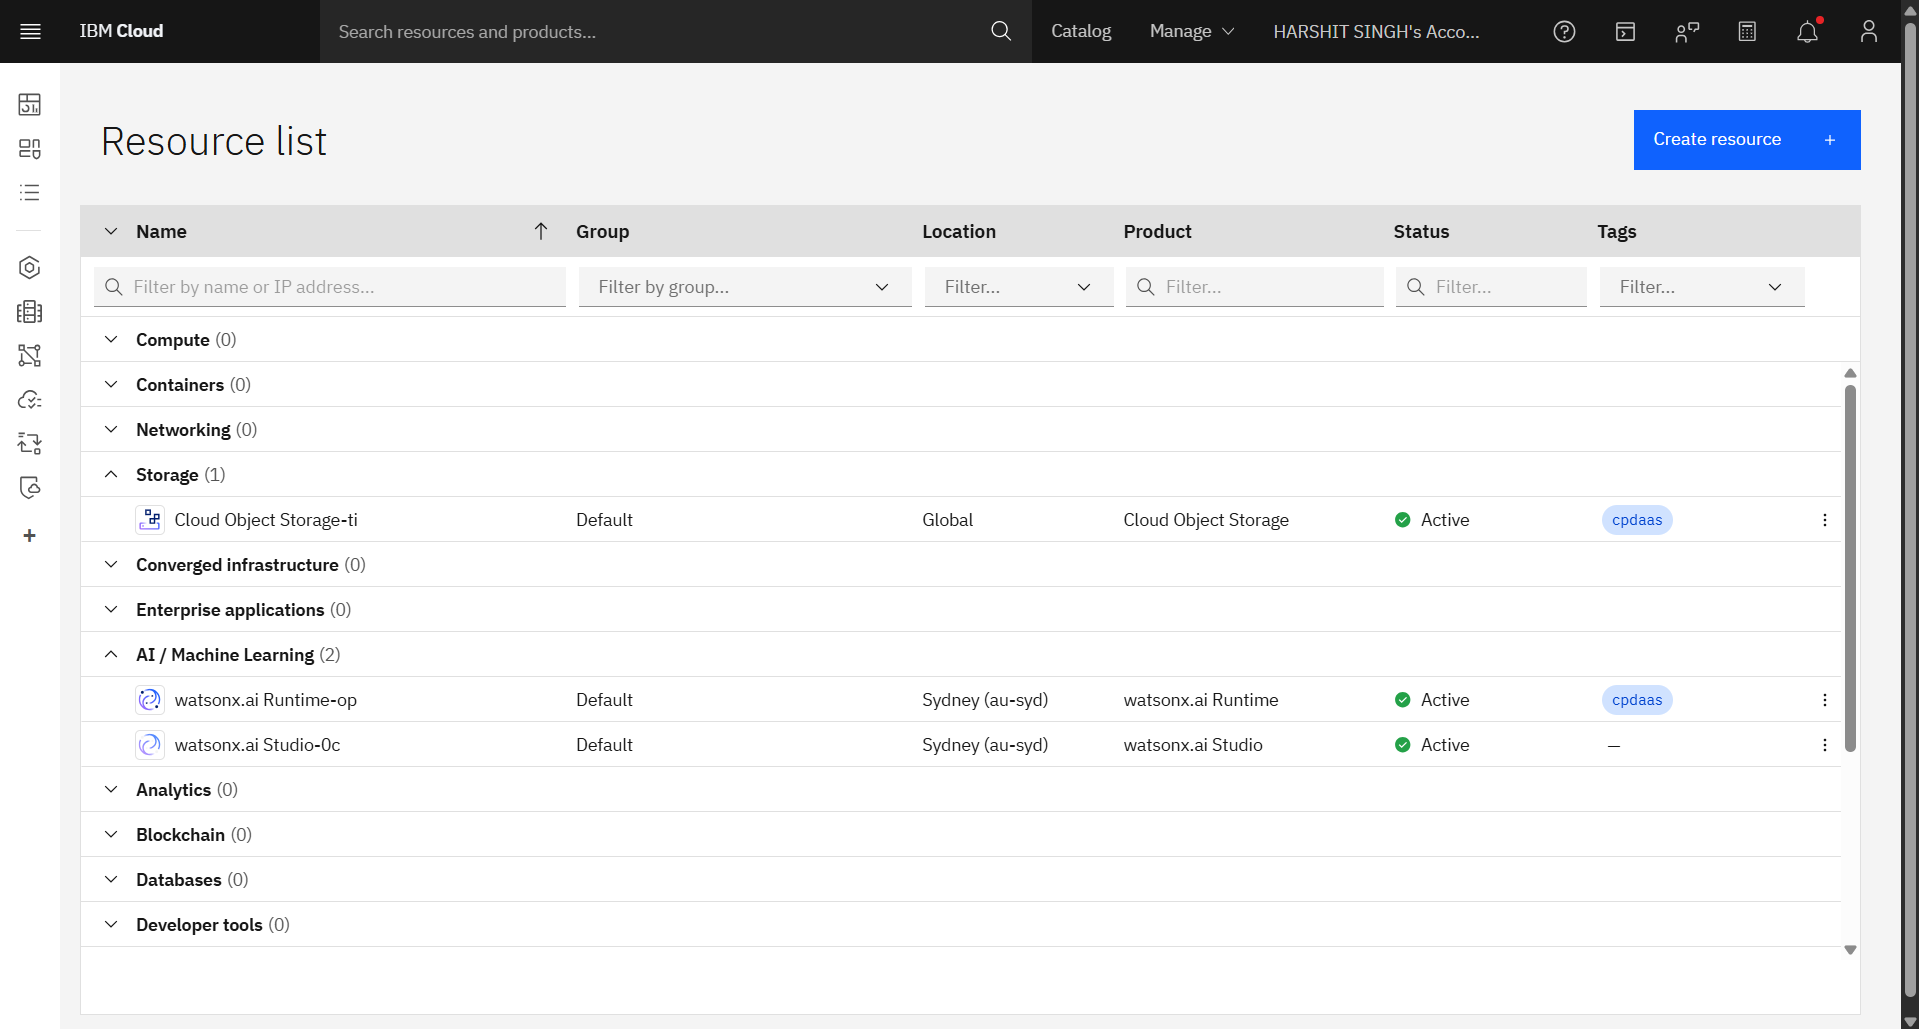 IBM Cloud
Search resources and products...
Catalog
Manage
HARSHIT SINGH's Acco...
Resource list
Create resource +
Name Group Location Product Status Tags
Filter by name or IP address... Filter by group... Filter... Filter... Filter... Filter...
Compute (0)
Containers (0)
Networking (0)
Storage (1)
Cloud Object Storage-ti Default Global Cloud Object Storage Active cpdaas
Converged infrastructure (0)
Enterprise applications (0)
AI / Machine Learning (2)
watsonx.ai Runtime-op Default Sydney (au-syd) watsonx.ai Runtime Active cpdaas
watsonx.ai Studio-0c Default Sydney (au-syd) watsonx.ai Studio Active —
Analytics (0)
Blockchain (0)
Databases (0)
Developer tools (0)